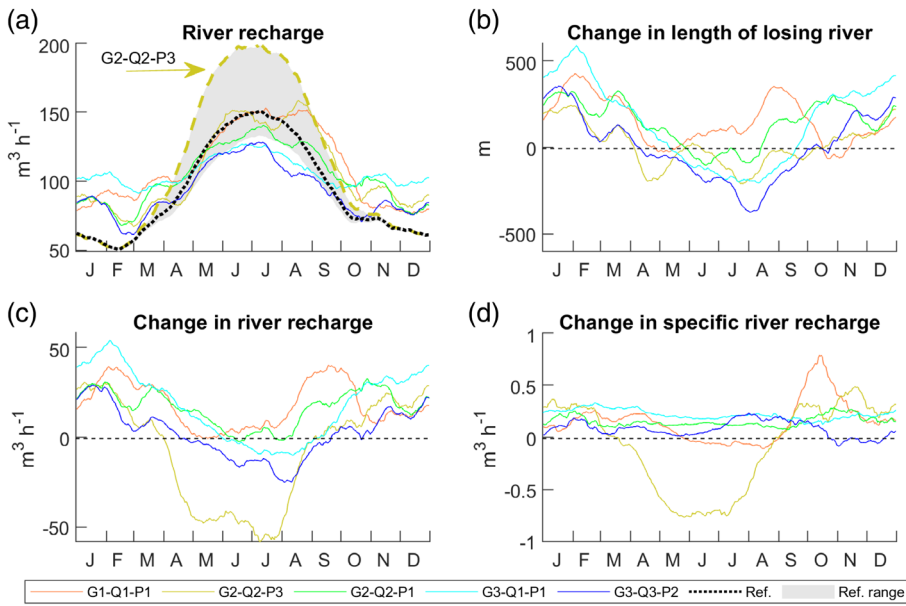 (a)
River recharge
200
150
100
50
m³ h⁻¹
G2-Q2-P3
J F M A M J J A S O N D
(b)
Change in length of losing river
500
0
-500
m
J F M A M J J A S O N D
(c)
Change in river recharge
50
0
-50
m³ h⁻¹
J F M A M J J A S O N D
(d)
Change in specific river recharge
1
0.5
0
-0.5
-1
m³ h⁻¹
J F M A M J J A S O N D
G1-Q1-P1 G2-Q2-P3 G2-Q2-P1 G3-Q1-P1 G3-Q3-P2 Ref. Ref. range